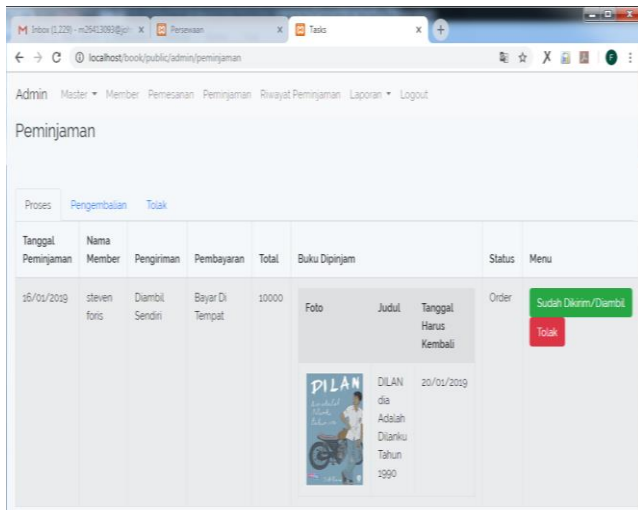 Inbox (1,229) - m26413093@joh
Persewaan
Tasks
localhost/book/public/admin/peminjaman
Admin Master Member Pemesanan Peminjaman Riwayat Peminjaman Laporan Logout
Peminjaman
Proses Pengembalian Tolak
Tanggal Peminjaman
Nama Member
Pengiriman
Pembayaran
Total
Buku Dipinjam
Status
Menu
16/01/2019
steven foris
Diambil Sendiri
Bayar Di Tempat
10000
Foto
Judul
Tanggal Harus Kembali
DILAN
DILAN dia Adalah Dilanku Tahun 1990
20/01/2019
Order
Sudah Dikirim/Diambil
Tolak